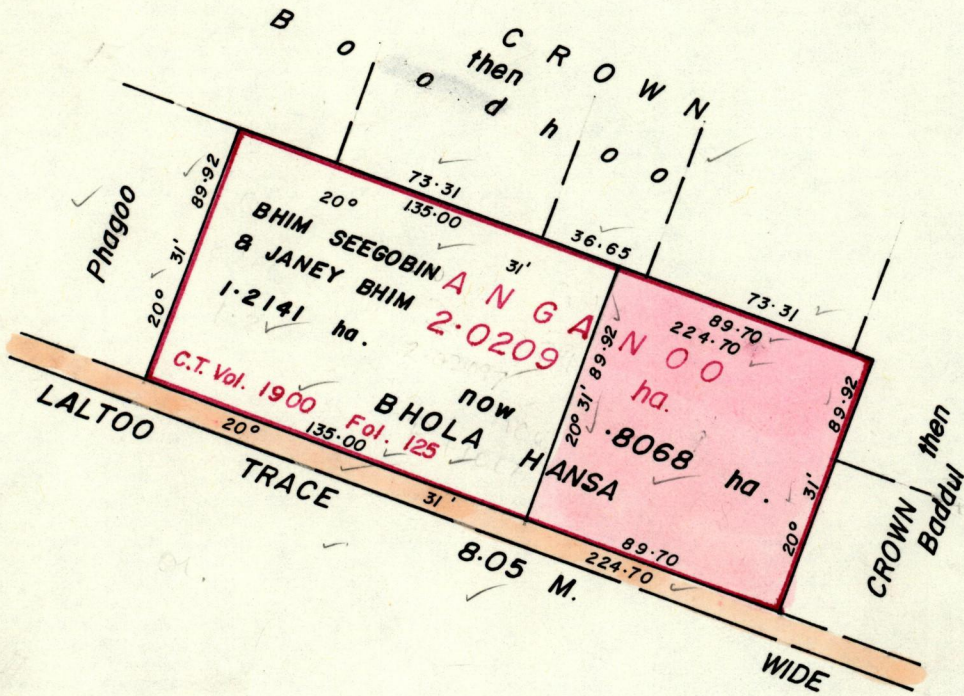 Boodhoo
CROWN
then
73·31
135·00
20° 31'
36·65
73·31
89·70
224·70
Phagoo
89·92
20° 31'
BHIM SEEGOBIN
& JANEY BHIM
1·2141 ha.
ANGANOO
2·0209 ha.
C.T. Vol. 1900 Fol. 125
now
BHOLA HANSA
·8068 ha.
20° 31' 89·92
89·92
20° 31'
CROWN then
Baddul
20° 135·00 31'
89·70
224·70
LALTOO TRACE 8·05 M. WIDE